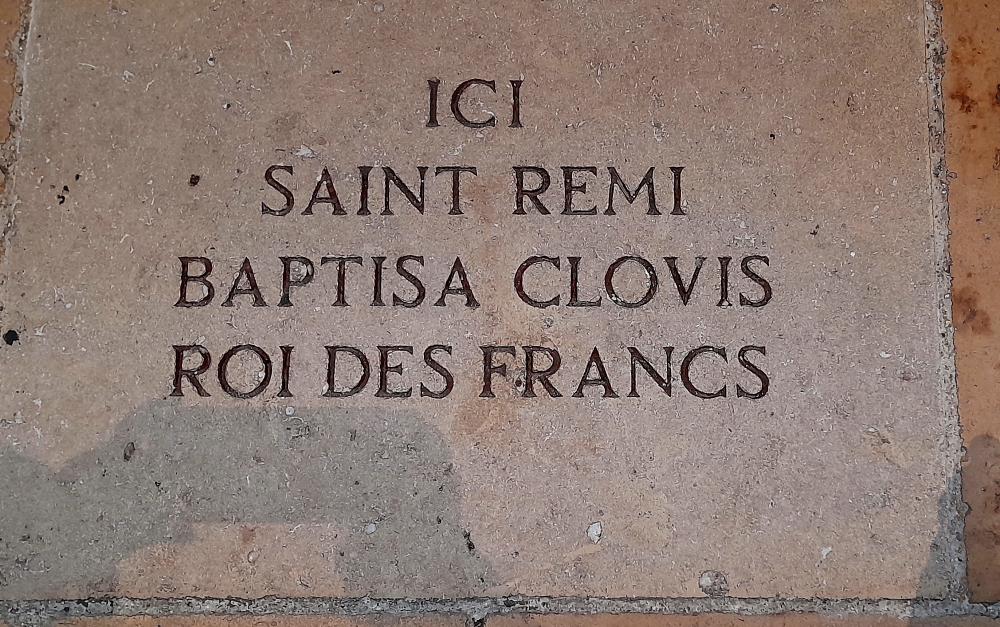 ICI
SAINT REMI
BAPTISA CLOVIS
ROI DES FRANCS